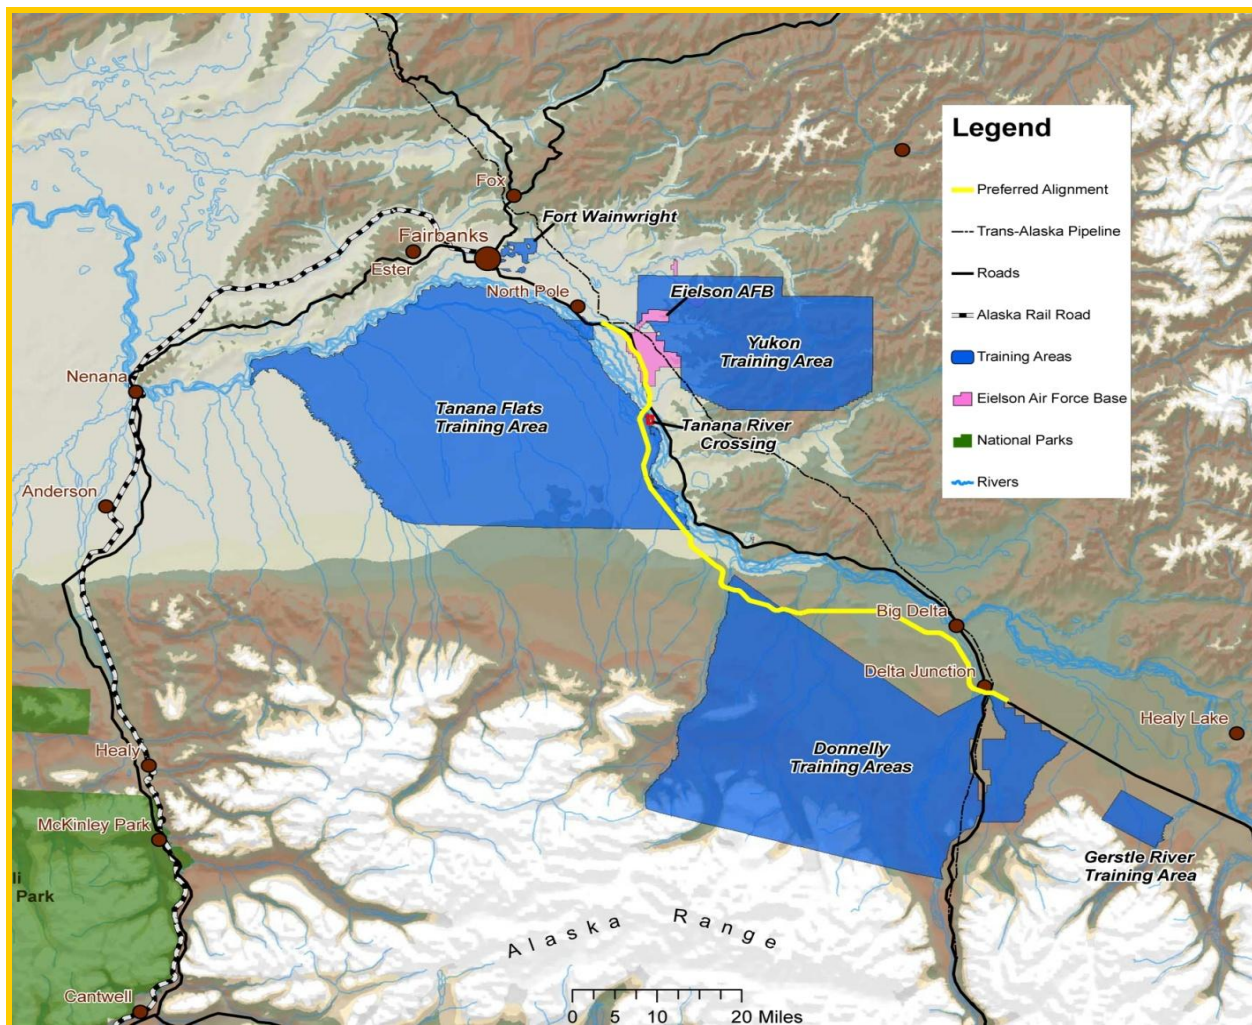 Legend
Preferred Alignment
Trans-Alaska Pipeline
Roads
Alaska Rail Road
Training Areas
Eielson Air Force Base
National Parks
Rivers
Fox
Fort Wainwright
Fairbanks
Ester
North Pole
Eielson AFB
Yukon
Training Area
Nenana
Tanana Flats
Training Area
Tanana River
Crossing
Anderson
Big Delta
Delta Junction
Healy Lake
Healy
Donnelly
Training Areas
McKinley Park
Gerstle River
Training Area
li
Park
Alaska Range
Cantwell
0 5 10 20 Miles